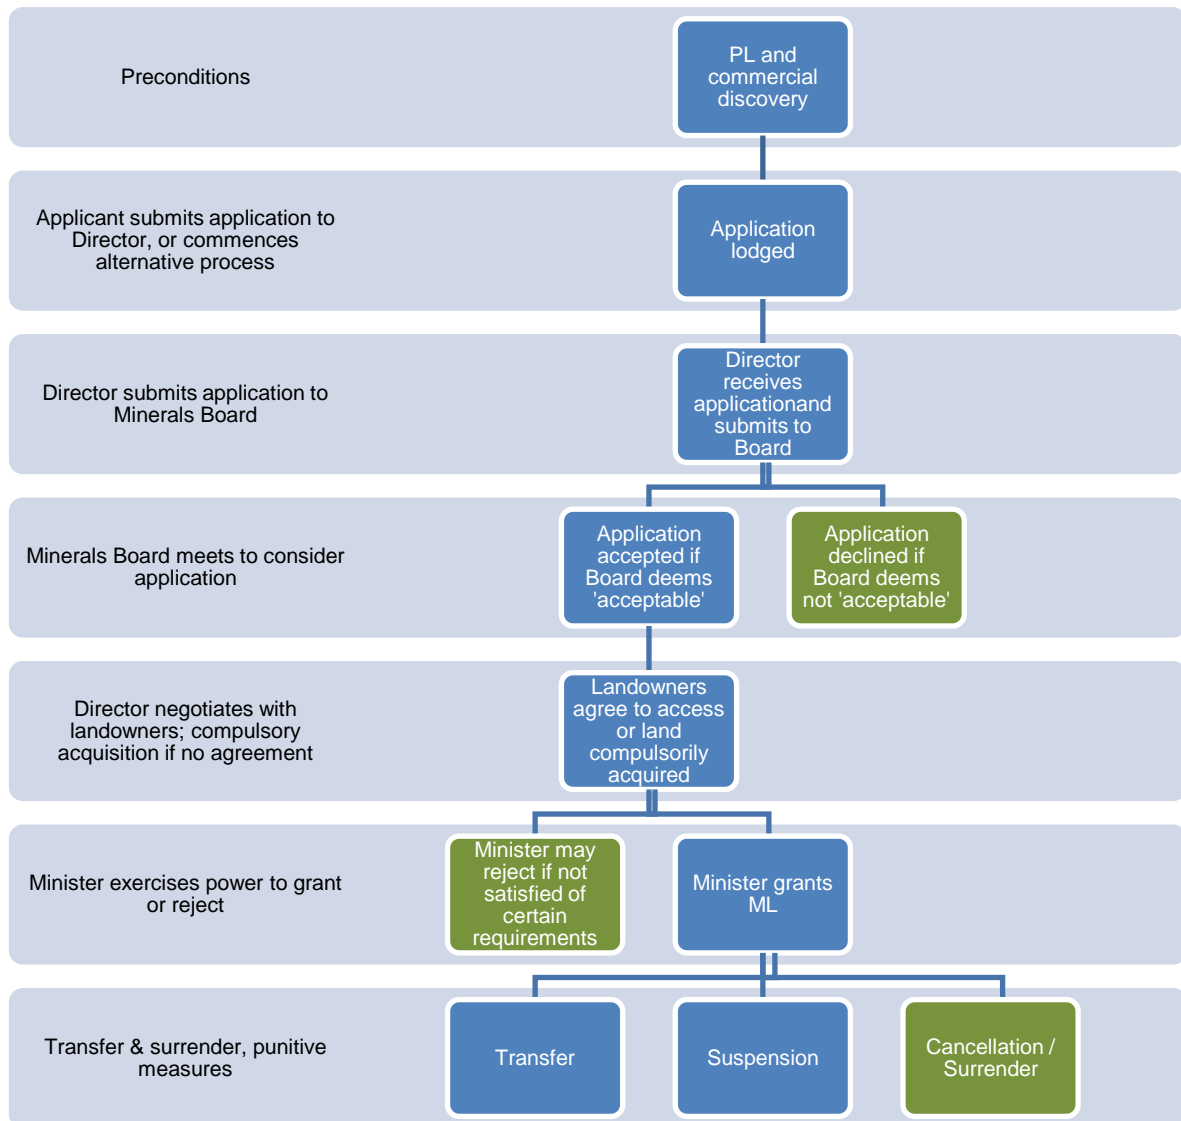 Preconditions
PL and
commercial
discovery
Applicant submits application to
Director, or commences
alternative process
Application
lodged
Director submits application to
Minerals Board
Director
receives
applicationand
submits to
Board
Minerals Board meets to consider
application
Application
accepted if
Board deems
'acceptable'
Application
declined if
Board deems
not 'acceptable'
Director negotiates with
landowners; compulsory
acquisition if no agreement
Landowners
agree to access
or land
compulsorily
acquired
Minister exercises power to grant
or reject
Minister may
reject if not
satisfied of
certain
requirements
Minister grants
ML
Transfer & surrender, punitive
measures
Transfer
Suspension
Cancellation /
Surrender